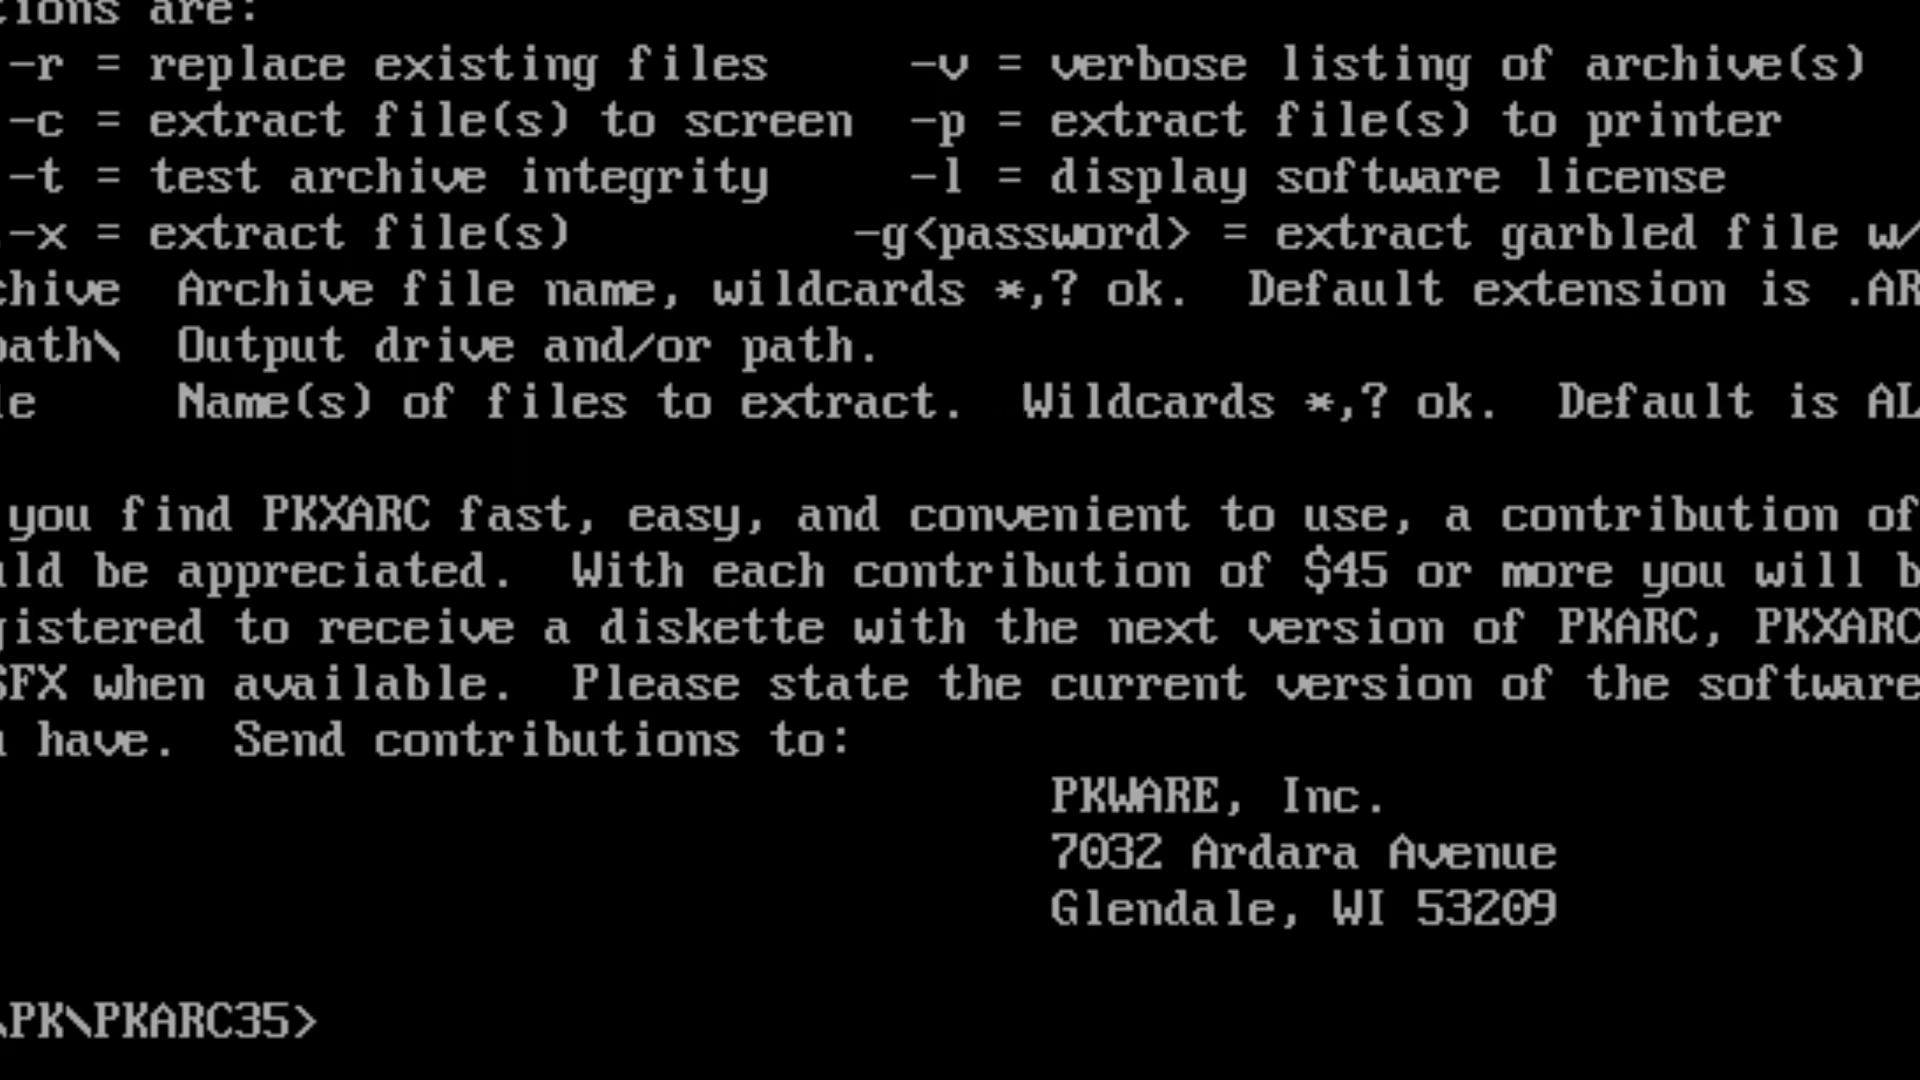 tions are:
-r = replace existing files -v = verbose listing of archive(s)
-c = extract file(s) to screen -p = extract file(s) to printer
-t = test archive integrity -l = display software license
-x = extract file(s) -g<password> = extract garbled file w/
chive Archive file name, wildcards *,? ok. Default extension is .AR
path\ Output drive and/or path.
le Name(s) of files to extract. Wildcards *,? ok. Default is AL
you find PKXARC fast, easy, and convenient to use, a contribution of
uld be appreciated. With each contribution of $45 or more you will b
gistered to receive a diskette with the next version of PKARC, PKXARC
SFX when available. Please state the current version of the software
u have. Send contributions to:
PKWARE, Inc.
7032 Ardara Avenue
Glendale, WI 53209
\PK\PKARC35>